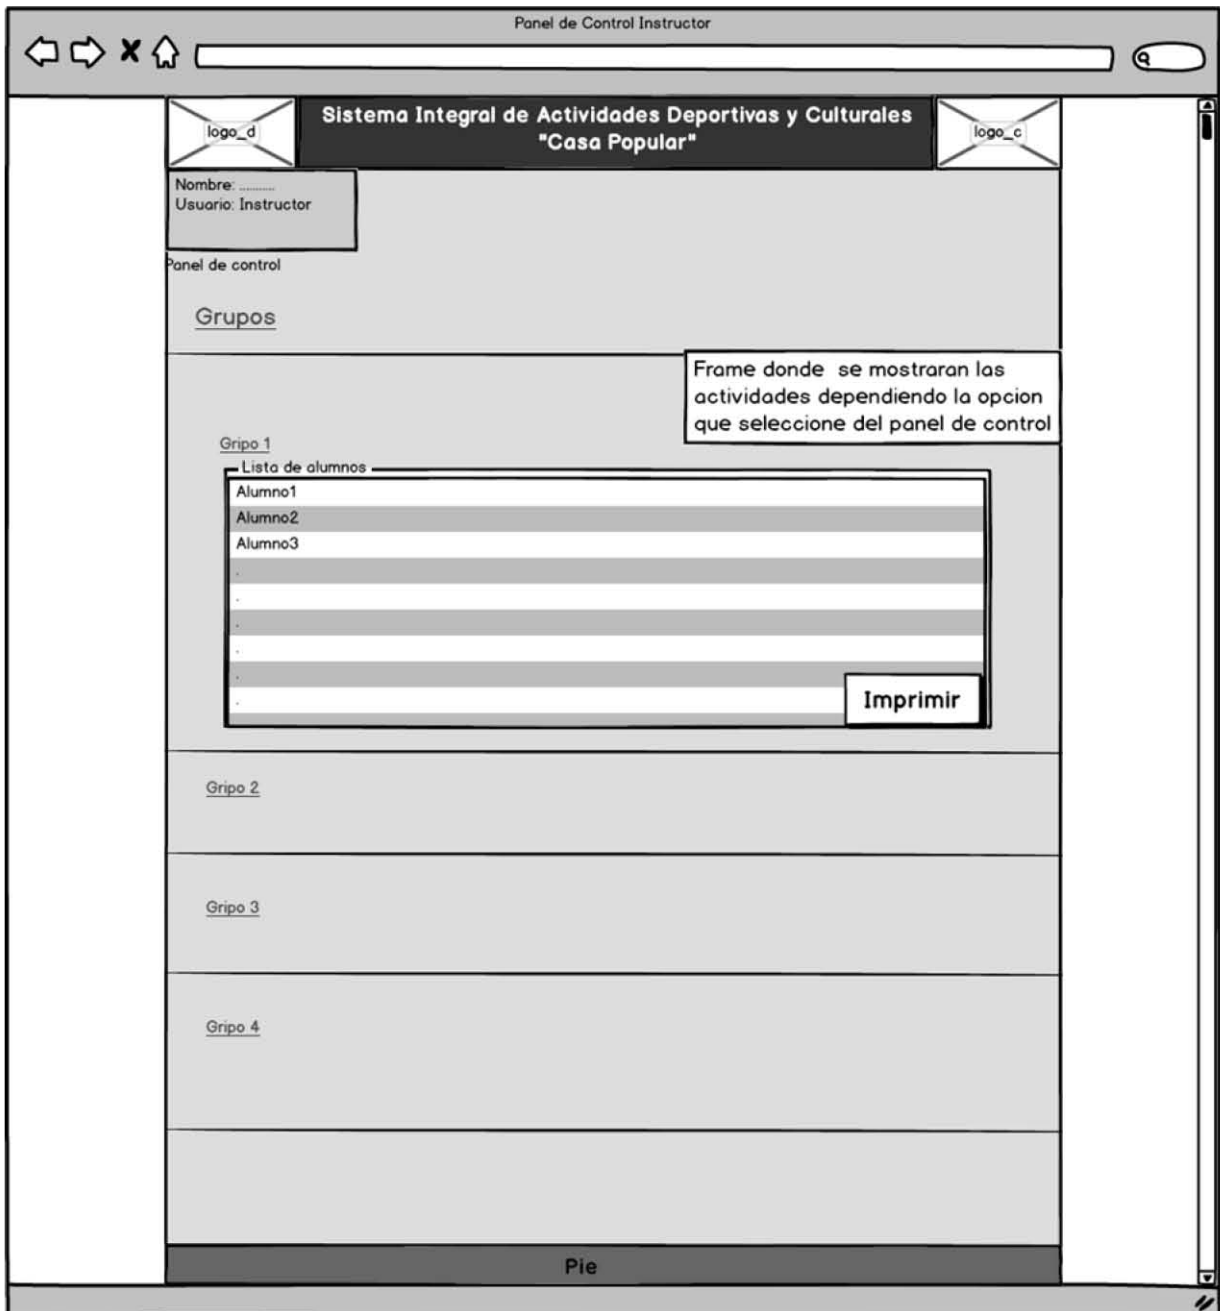 Panel de Control Instructor
logo_d
Sistema Integral de Actividades Deportivas y Culturales
"Casa Popular"
logo_c
Nombre: ..........
Usuario: Instructor
Panel de control
Grupos
Frame donde  se mostraran las
actividades dependiendo la opcion
que seleccione del panel de control
Gripo 1
Lista de alumnos
Alumno1
Alumno2
Alumno3
.
.
.
.
.
.
Imprimir
Gripo 2
Gripo 3
Gripo 4
Pie